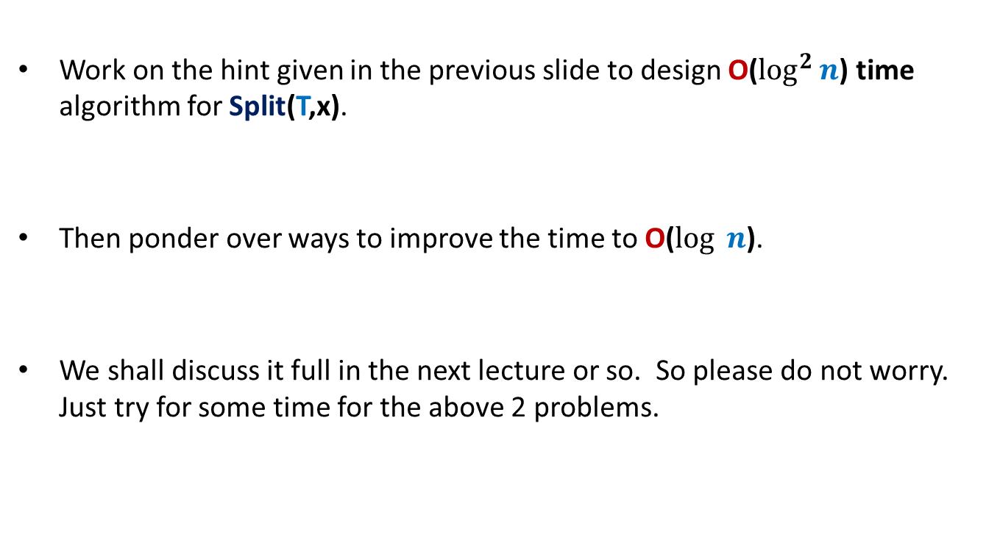 • Work on the hint given in the previous slide to design O(log² n) time
algorithm for Split(T,x).
• Then ponder over ways to improve the time to O(log n).
• We shall discuss it full in the next lecture or so. So please do not worry.
Just try for some time for the above 2 problems.